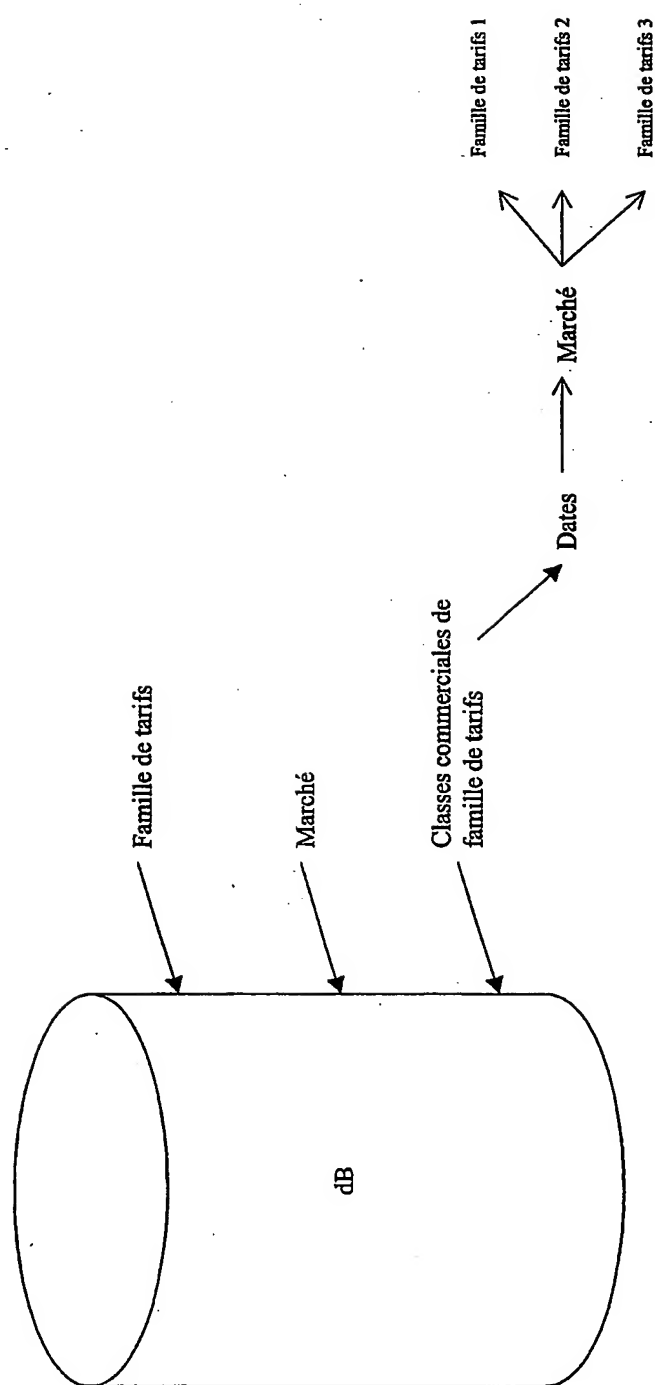 Famille de tarifs
Marché
Classes commerciales de
famille de tarifs
dB
Dates
Marché
Famille de tarifs 1
Famille de tarifs 2
Famille de tarifs 3